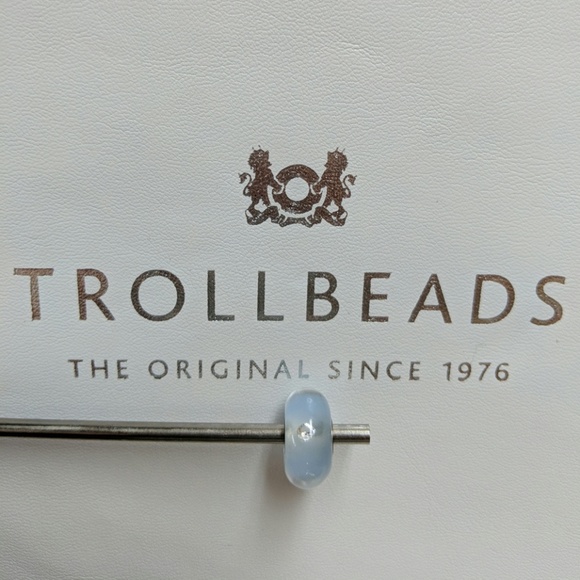 TROLLBEADS
THE ORIGINAL SINCE 1976